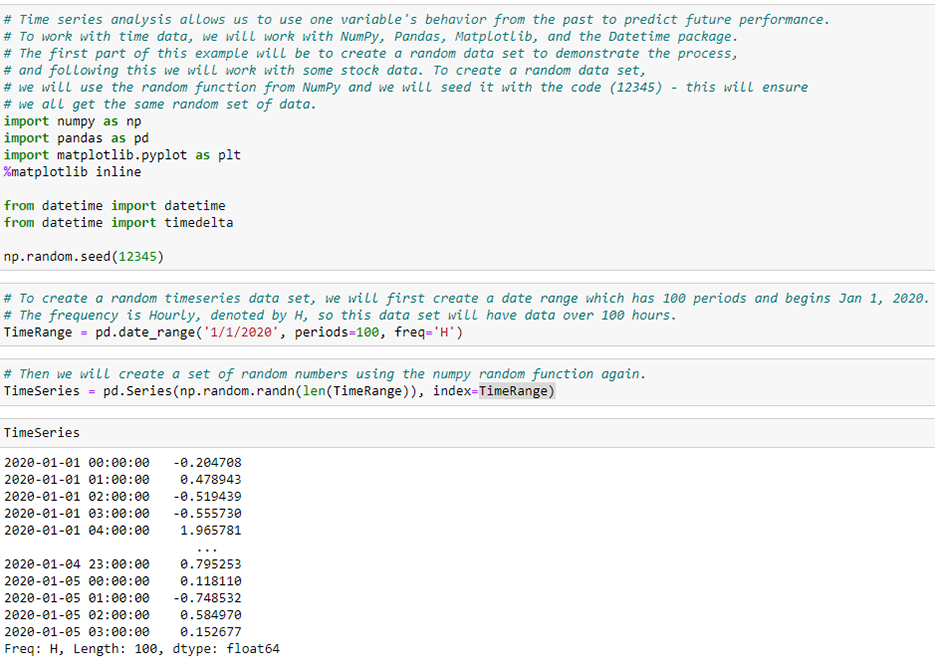 # Time series analysis allows us to use one variable's behavior from the past to predict future performance.
# To work with time data, we will work with NumPy, Pandas, Matplotlib, and the Datetime package.
# The first part of this example will be to create a random data set to demonstrate the process,
# and following this we will work with some stock data. To create a random data set,
# we will use the random function from NumPy and we will seed it with the code (12345) - this will ensure
# we all get the same random set of data.
import numpy as np
import pandas as pd
import matplotlib.pyplot as plt
%matplotlib inline
from datetime import datetime
from datetime import timedelta
np.random.seed(12345)
# To create a random timeseries data set, we will first create a date range which has 100 periods and begins Jan 1, 2020.
# The frequency is Hourly, denoted by H, so this data set will have data over 100 hours.
TimeRange = pd.date_range('1/1/2020', periods=100, freq='H')
# Then we will create a set of random numbers using the numpy random function again.
TimeSeries = pd.Series(np.random.randn(len(TimeRange)), index=TimeRange)
TimeSeries
2020-01-01 00:00:00   -0.204708
2020-01-01 01:00:00    0.478943
2020-01-01 02:00:00   -0.519439
2020-01-01 03:00:00   -0.555730
2020-01-01 04:00:00    1.965781
...
2020-01-04 23:00:00    0.795253
2020-01-05 00:00:00    0.118110
2020-01-05 01:00:00   -0.748532
2020-01-05 02:00:00    0.584970
2020-01-05 03:00:00    0.152677
Freq: H, Length: 100, dtype: float64